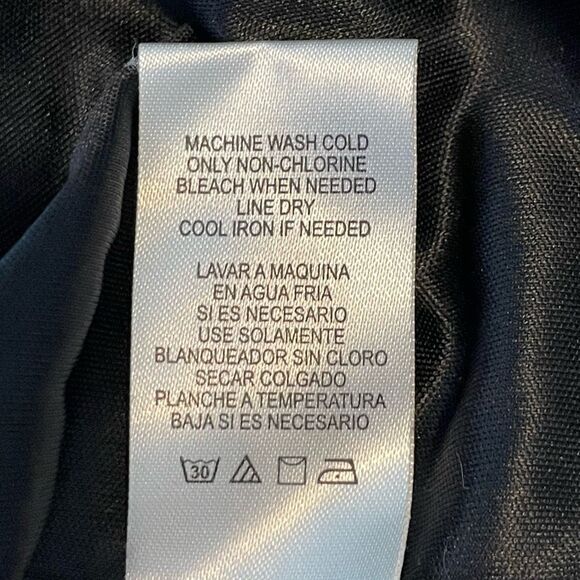 MACHINE WASH COLD
ONLY NON-CHLORINE
BLEACH WHEN NEEDED
LINE DRY
COOL IRON IF NEEDED
LAVAR A MAQUINA
EN AGUA FRIA
SI ES NECESARIO
USE SOLAMENTE
BLANQUEADOR SIN CLORO
SECAR COLGADO
PLANCHE A TEMPERATURA
BAJA SI ES NECESARIO
30